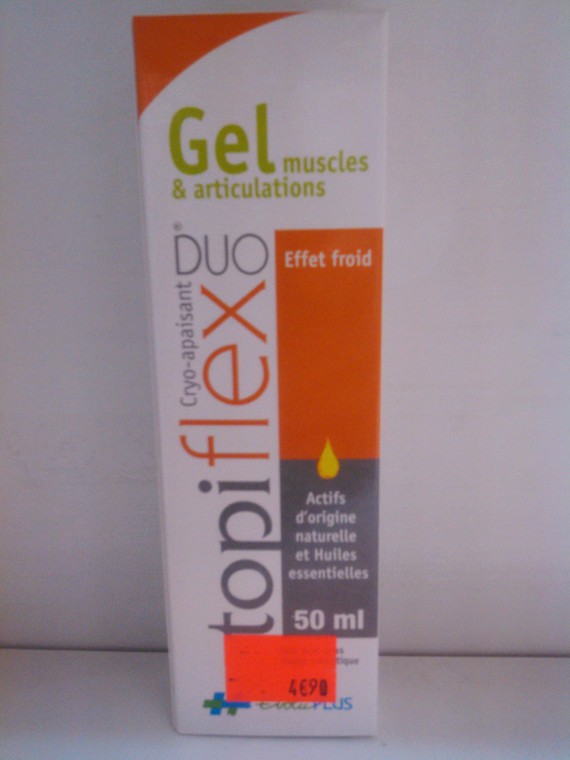 Gel muscles
& articulations
topiflex DUO®
Cryo-apaisant
Effet froid
Actifs
d'origine
naturelle
et Huiles
essentielles
50 ml
4€90
PLUS